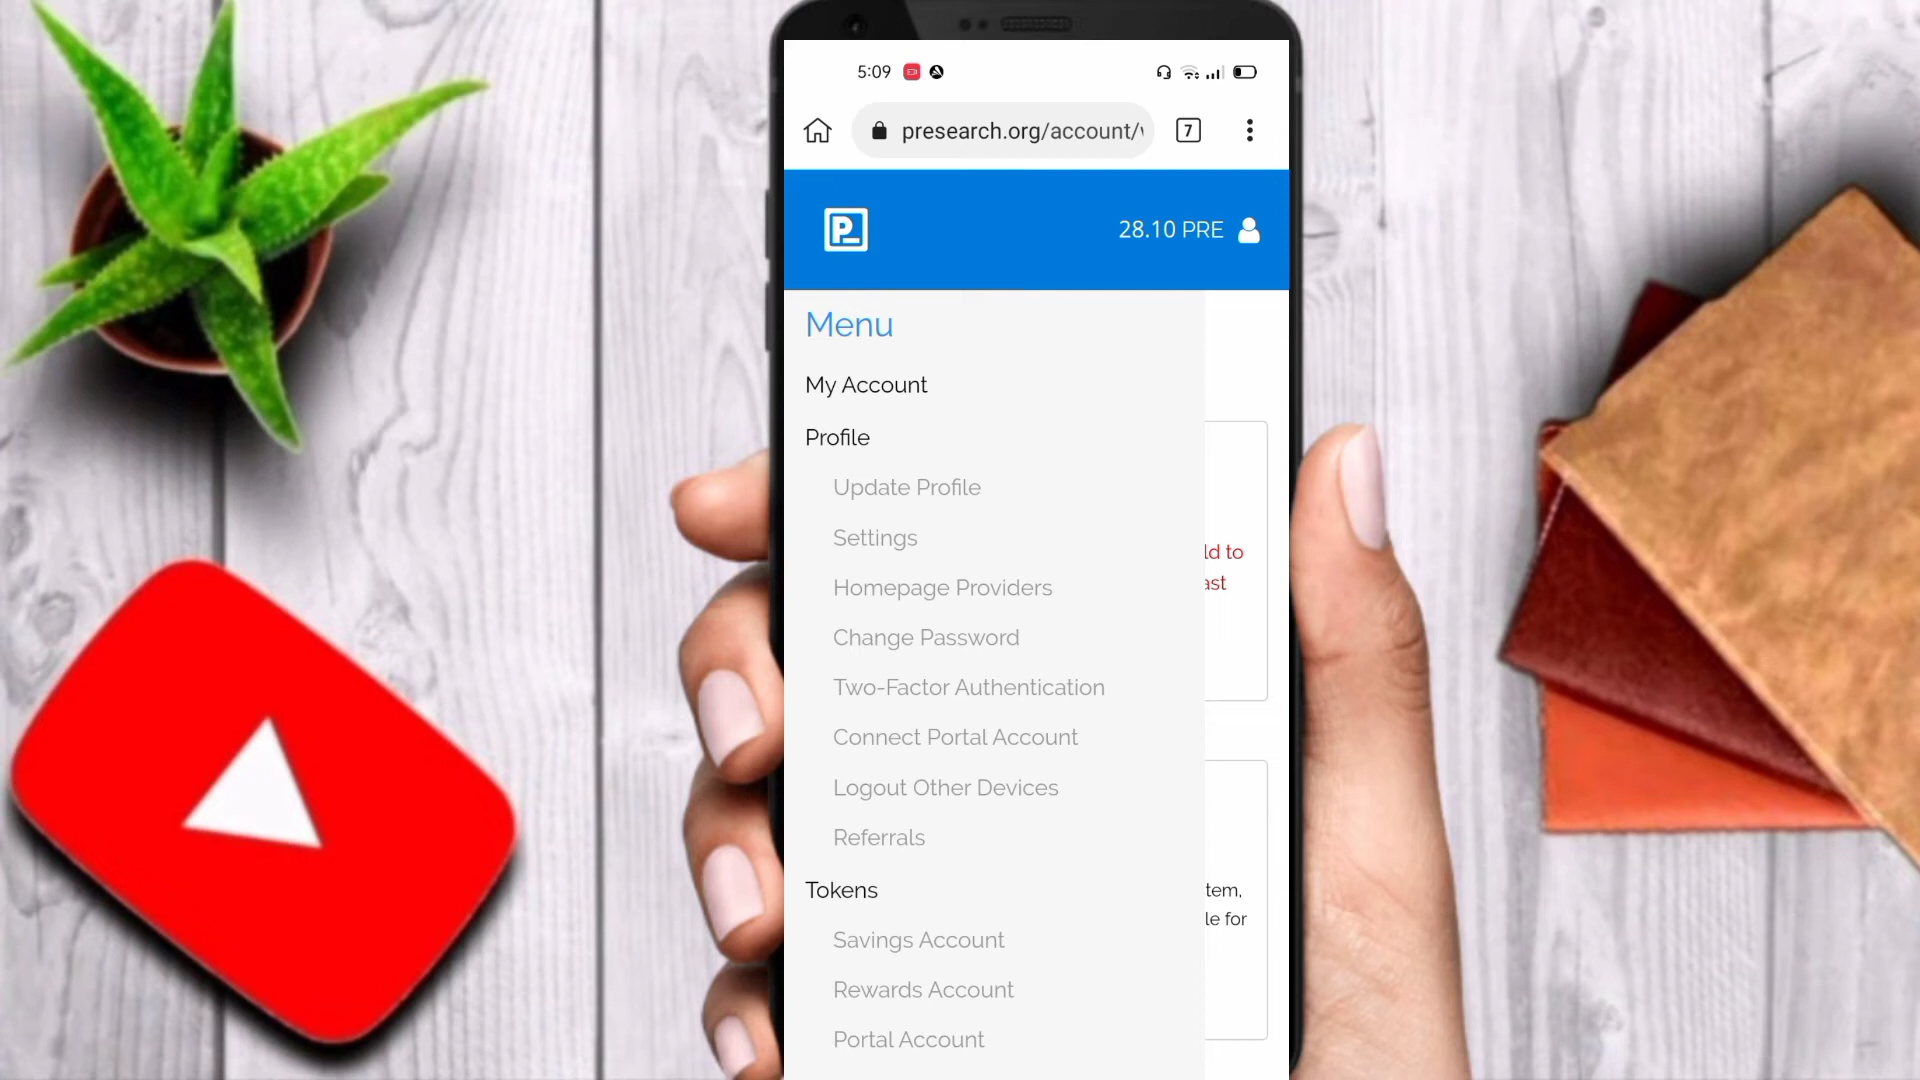 5:09
presearch.org/account/
7
P
28.10 PRE
Menu
My Account
Profile
Update Profile
Settings
Homepage Providers
Change Password
Two-Factor Authentication
Connect Portal Account
Logout Other Devices
Referrals
Tokens
Savings Account
Rewards Account
Portal Account
ld to
ast
tem,
le for